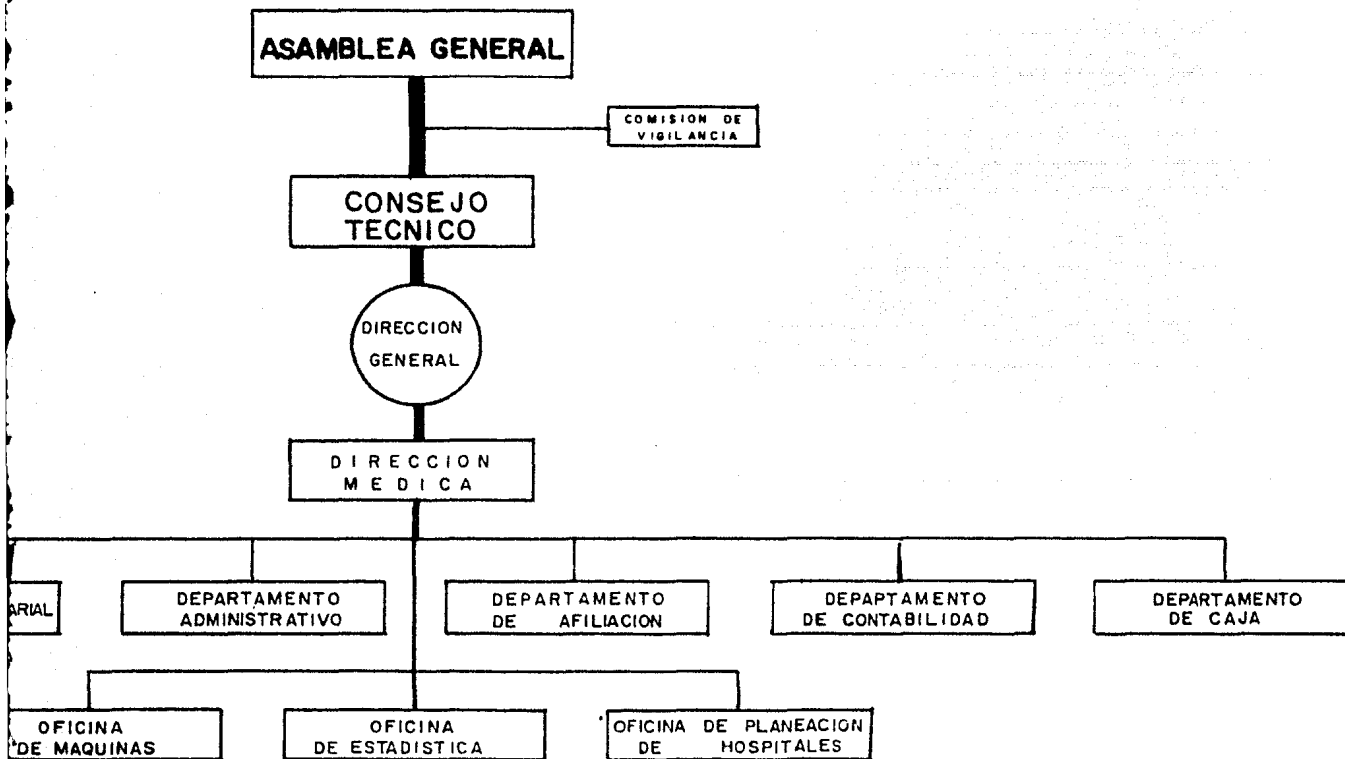 ASAMBLEA GENERAL
COMISION DE
VIGILANCIA
CONSEJO
TECNICO
DIRECCION
GENERAL
DIRECCION
MEDICA
ARIAL
DEPARTAMENTO
ADMINISTRATIVO
DEPARTAMENTO
DE AFILIACION
DEPAPTAMENTO
DE CONTABILIDAD
DEPARTAMENTO
DE CAJA
OFICINA
DE MAQUINAS
OFICINA
DE ESTADISTICA
OFICINA DE PLANEACION
DE HOSPITALES